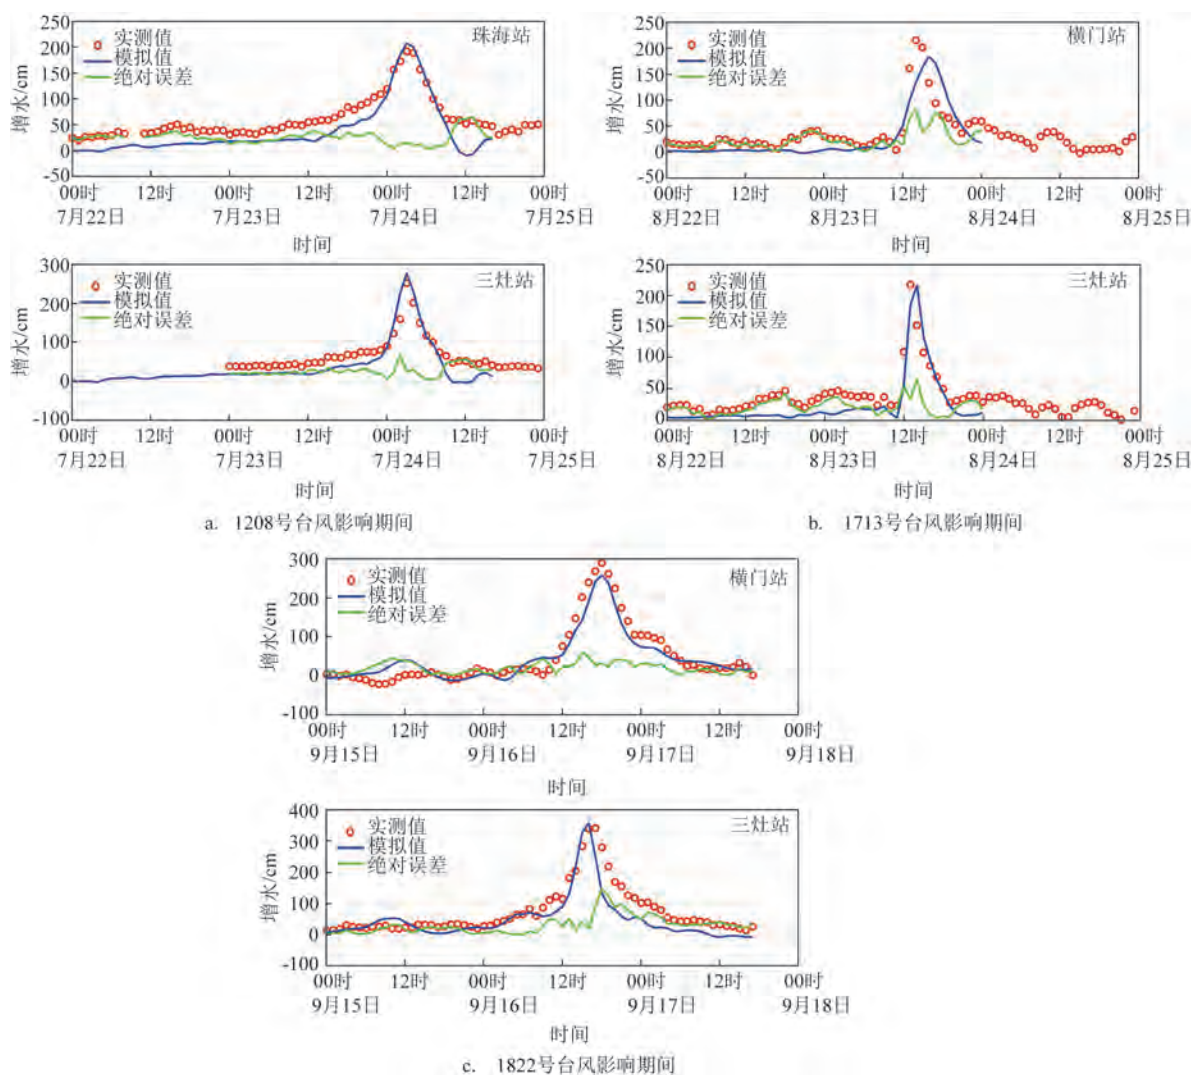 珠海站
实测值
模拟值
绝对误差
增水/cm
250
200
150
100
50
0
-50
00时 12时 00时 12时 00时 12时 00时
7月22日 7月23日 7月24日 7月25日
时间
三灶站
实测值
模拟值
绝对误差
增水/cm
300
200
100
0
-100
00时 12时 00时 12时 00时 12时 00时
7月22日 7月23日 7月24日 7月25日
时间
a. 1208号台风影响期间
横门站
实测值
模拟值
绝对误差
增水/cm
250
200
150
100
50
0
-50
00时 12时 00时 12时 00时 12时 00时
8月22日 8月23日 8月24日 8月25日
时间
三灶站
实测值
模拟值
绝对误差
增水/cm
250
200
150
100
50
0
00时 12时 00时 12时 00时 12时 00时
8月22日 8月23日 8月24日 8月25日
时间
b. 1713号台风影响期间
横门站
实测值
模拟值
绝对误差
增水/cm
300
200
100
0
-100
00时 12时 00时 12时 00时 12时 00时
9月15日 9月16日 9月17日 9月18日
时间
三灶站
实测值
模拟值
绝对误差
增水/cm
400
300
200
100
0
-100
00时 12时 00时 12时 00时 12时 00时
9月15日 9月16日 9月17日 9月18日
时间
c. 1822号台风影响期间